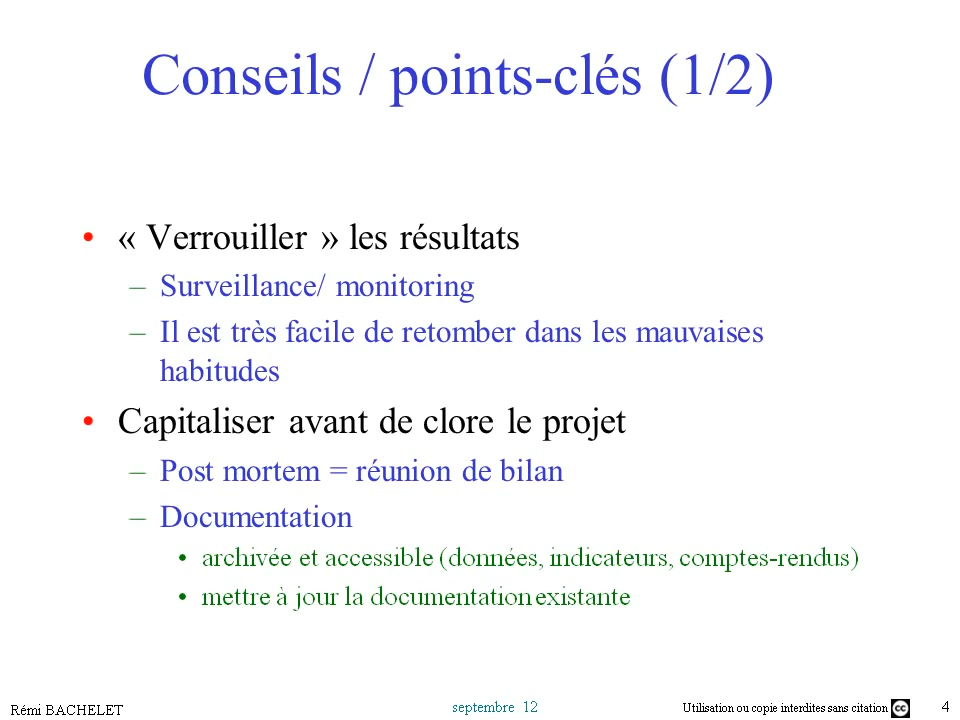 Conseils / points-clés (1/2)
• « Verrouiller » les résultats
– Surveillance/ monitoring
– Il est très facile de retomber dans les mauvaises
habitudes
• Capitaliser avant de clore le projet
– Post mortem = réunion de bilan
– Documentation
• archivée et accessible (données, indicateurs, comptes-rendus)
• mettre à jour la documentation existante
Rémi BACHELET
septembre 12
Utilisation ou copie interdites sans citation cc
4